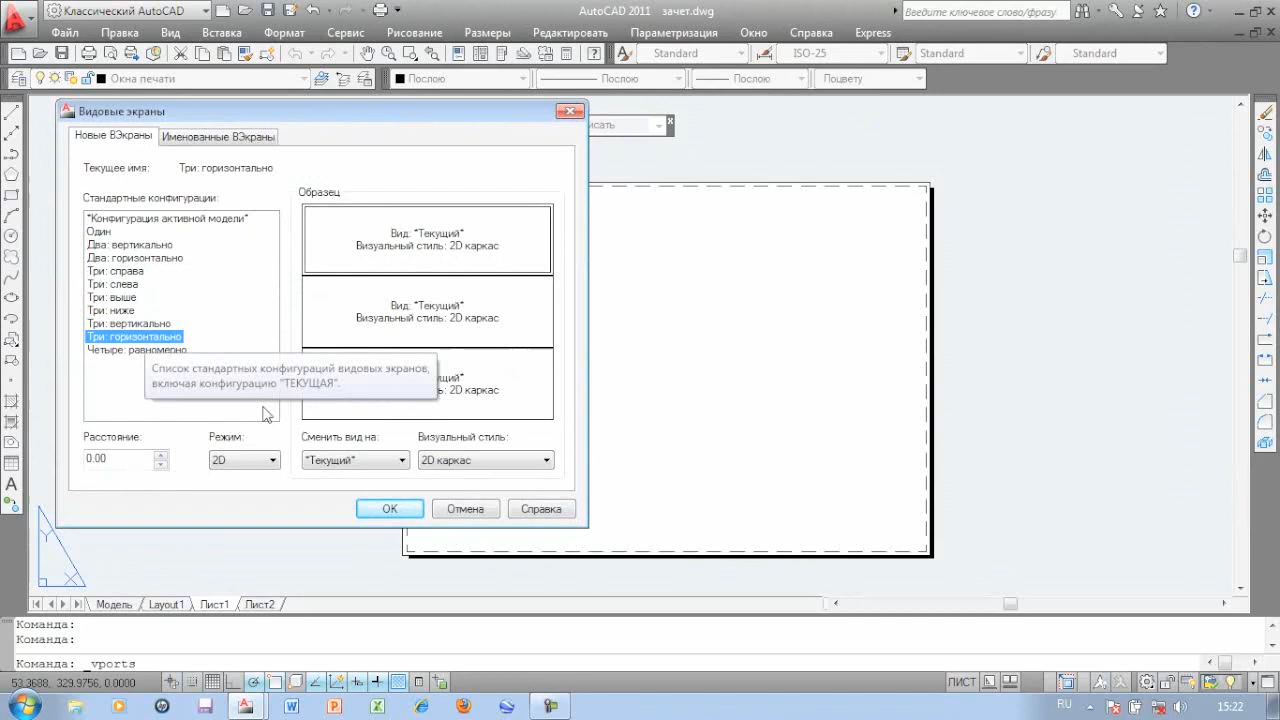 Классический AutoCAD
AutoCAD 2011 зачет.dwg
Введите ключевое слово/фразу
Файл Правка Вид Вставка Формат Сервис Рисование Размеры Редактировать Параметризация Окно Справка Express
Standard ISO-25 Standard Standard
Окна печати Послою Послою Послою Поцвету
Видовые экраны
исать
Новые ВЭкраны Именованные ВЭкраны
Текущее имя: Три: горизонтально
Стандартные конфигурации:
*Конфигурация активной модели*
Один
Два: вертикально
Два: горизонтально
Три: справа
Три: слева
Три: выше
Три: ниже
Три: вертикально
Три: горизонтально
Четыре: равномерно
Образец
Вид: *Текущий*
Визуальный стиль: 2D каркас
Вид: *Текущий*
Визуальный стиль: 2D каркас
кущий*
2D каркас
Список стандартных конфигураций видовых экранов,
включая конфигурацию "ТЕКУЩАЯ".
Расстояние: Режим: Сменить вид на: Визуальный стиль:
0.00 2D *Текущий* 2D каркас
OK Отмена Справка
Y
X
Модель Layout1 Лист1 Лист2
Команда:
Команда:
Команда: _vports
53.3688, 329.9756, 0.0000
ЛИСТ
RU 15:22